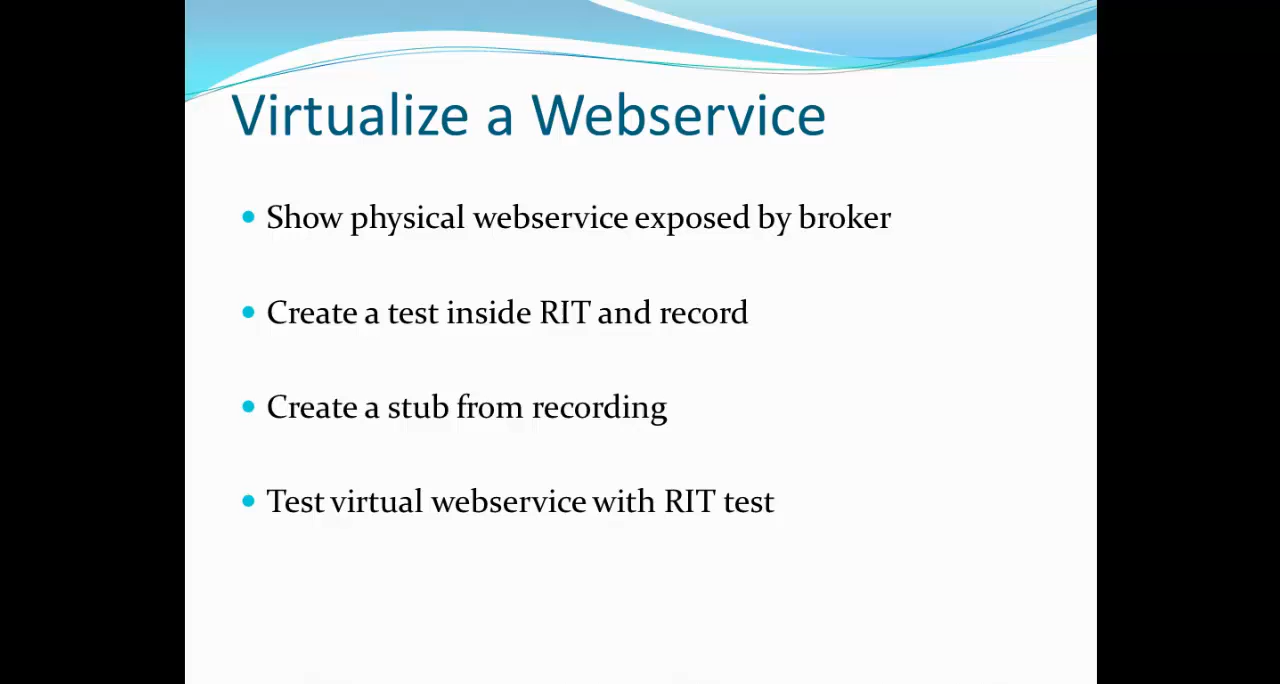 Virtualize a Webservice
Show physical webservice exposed by broker
Create a test inside RIT and record
Create a stub from recording
Test virtual webservice with RIT test